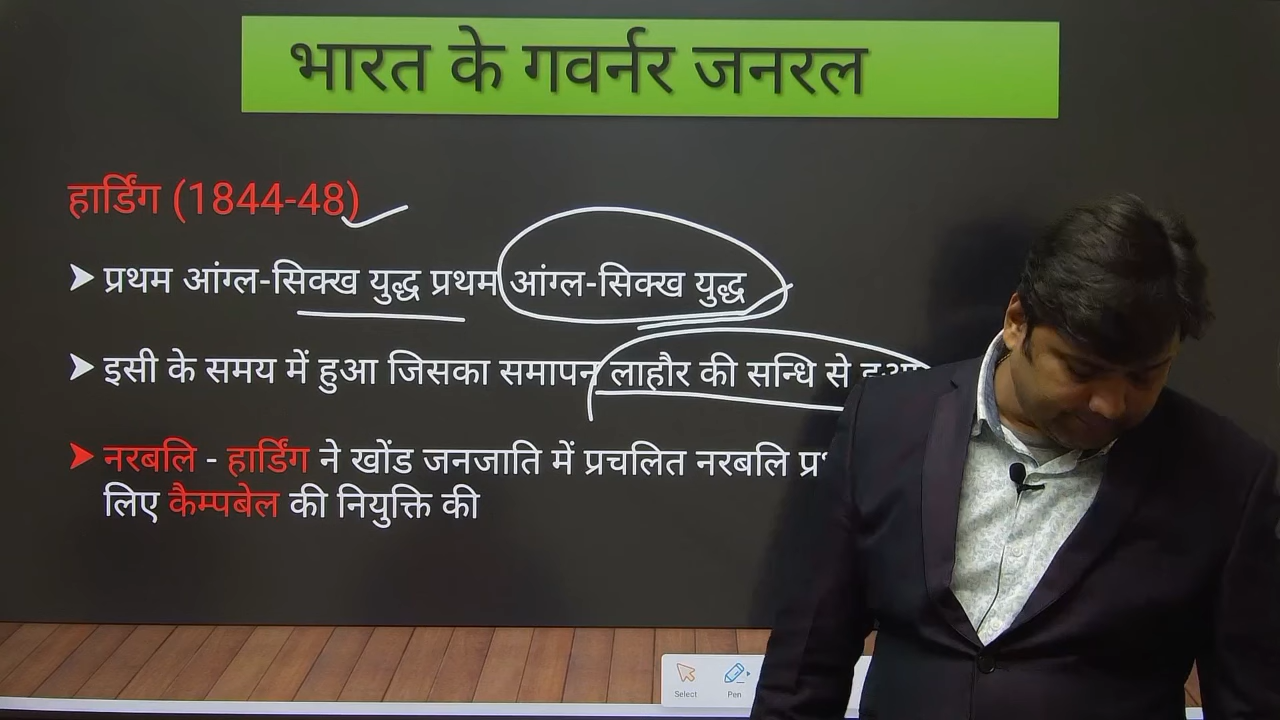 भारत के गवर्नर जनरल
हार्डिंग (1844-48)
प्रथम आंग्ल-सिक्ख युद्ध प्रथम आंग्ल-सिक्ख युद्ध
इसी के समय में हुआ जिसका समापन लाहौर की सन्धि से हुआ
नरबलि - हार्डिंग ने खोंड जनजाति में प्रचलित नरबलि
लिए कैम्पबेल की नियुक्ति की
Select Pen